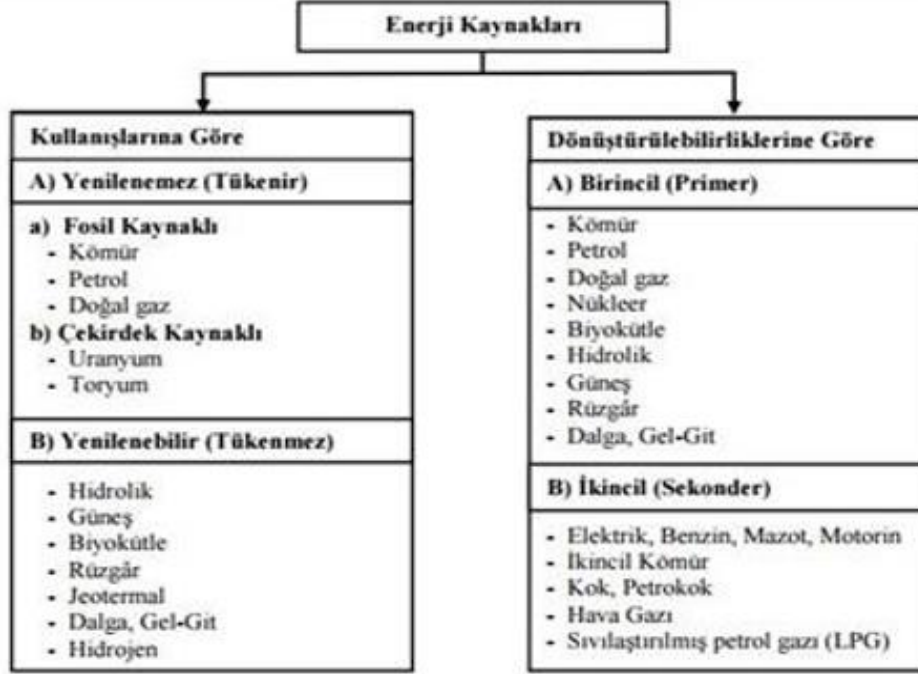 Enerji Kaynakları
Kullanışlarına Göre
A) Yenilenemez (Tükenir)
a) Fosil Kaynaklı
- Kömür
- Petrol
- Doğal gaz
b) Çekirdek Kaynaklı
- Uranyum
- Toryum
B) Yenilenebilir (Tükenmez)
- Hidrolik
- Güneş
- Biyokütle
- Rüzgâr
- Jeotermal
- Dalga, Gel-Git
- Hidrojen
Dönüştürülebilirliklerine Göre
A) Birincil (Primer)
- Kömür
- Petrol
- Doğal gaz
- Nükleer
- Biyokütle
- Hidrolik
- Güneş
- Rüzgâr
- Dalga, Gel-Git
B) İkincil (Sekonder)
- Elektrik, Benzin, Mazot, Motorin
- İkincil Kömür
- Kok, Petrokok
- Hava Gazı
- Sıvılaştırılmış petrol gazı (LPG)